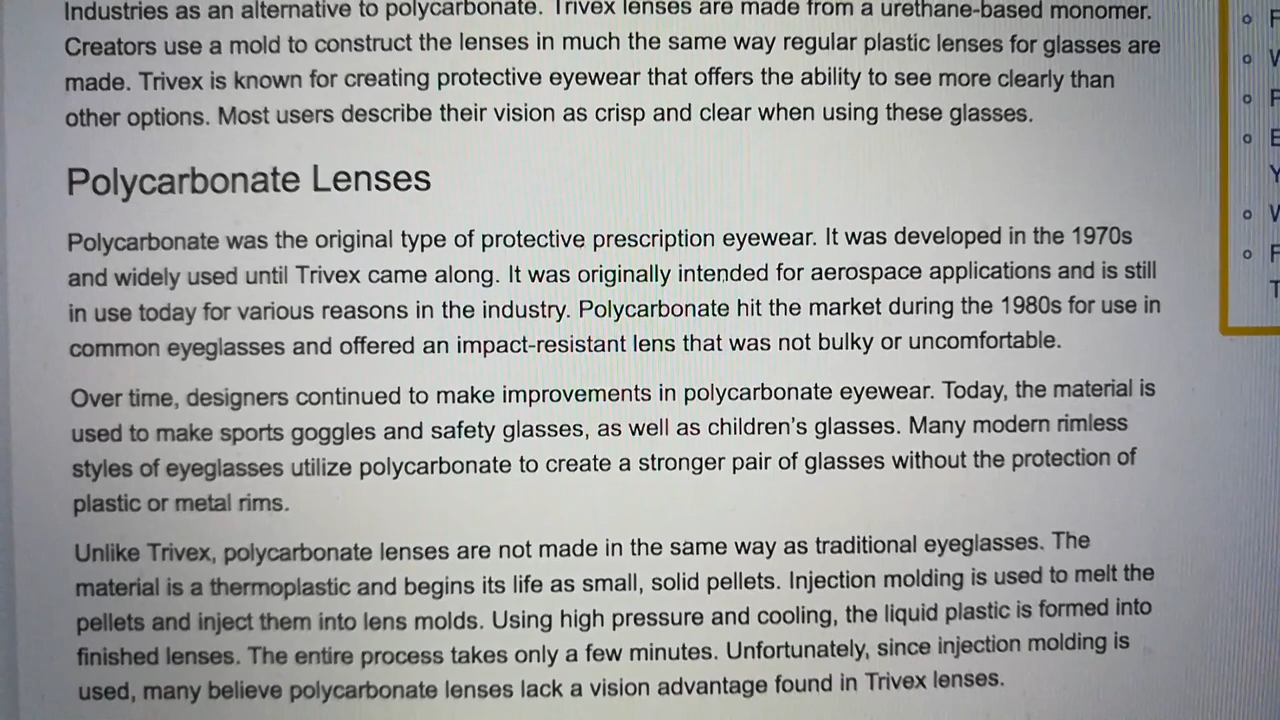 Industries as an alternative to polycarbonate. Trivex lenses are made from a urethane-based monomer.
Creators use a mold to construct the lenses in much the same way regular plastic lenses for glasses are
made. Trivex is known for creating protective eyewear that offers the ability to see more clearly than
other options. Most users describe their vision as crisp and clear when using these glasses.
Polycarbonate Lenses
Polycarbonate was the original type of protective prescription eyewear. It was developed in the 1970s
and widely used until Trivex came along. It was originally intended for aerospace applications and is still
in use today for various reasons in the industry. Polycarbonate hit the market during the 1980s for use in
common eyeglasses and offered an impact-resistant lens that was not bulky or uncomfortable.
Over time, designers continued to make improvements in polycarbonate eyewear. Today, the material is
used to make sports goggles and safety glasses, as well as children's glasses. Many modern rimless
styles of eyeglasses utilize polycarbonate to create a stronger pair of glasses without the protection of
plastic or metal rims.
Unlike Trivex, polycarbonate lenses are not made in the same way as traditional eyeglasses. The
material is a thermoplastic and begins its life as small, solid pellets. Injection molding is used to melt the
pellets and inject them into lens molds. Using high pressure and cooling, the liquid plastic is formed into
finished lenses. The entire process takes only a few minutes. Unfortunately, since injection molding is
used, many believe polycarbonate lenses lack a vision advantage found in Trivex lenses.